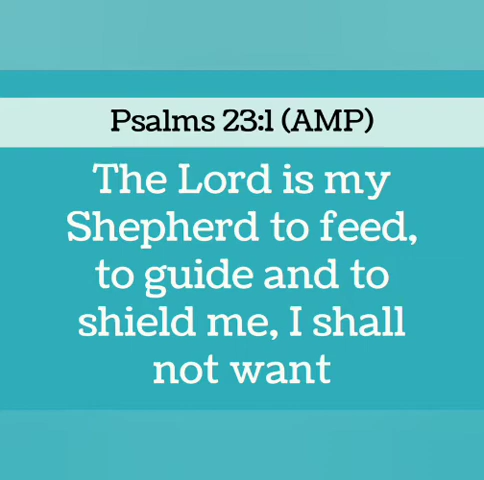 Psalms 23:1 (AMP)
The Lord is my
Shepherd to feed,
to guide and to
shield me, I shall
not want